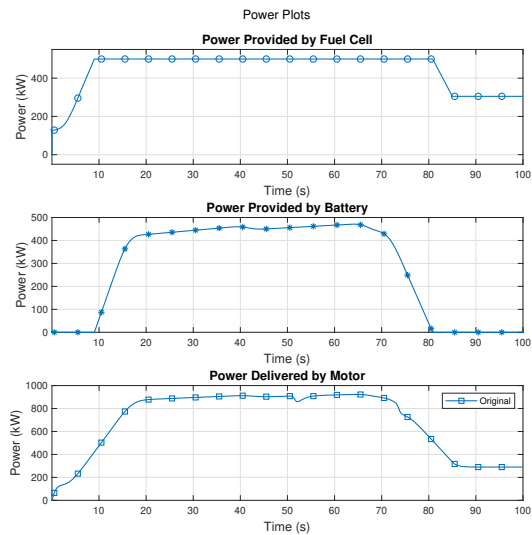 Power Plots
Power Provided by Fuel Cell
Power (kW)
400
200
0
10 20 30 40 50 60 70 80 90 100
Time (s)
Power Provided by Battery
Power (kW)
500
400
300
200
100
0
10 20 30 40 50 60 70 80 90 100
Time (s)
Power Delivered by Motor
Power (kW)
1000
800
600
400
200
0
Original
10 20 30 40 50 60 70 80 90 100
Time (s)